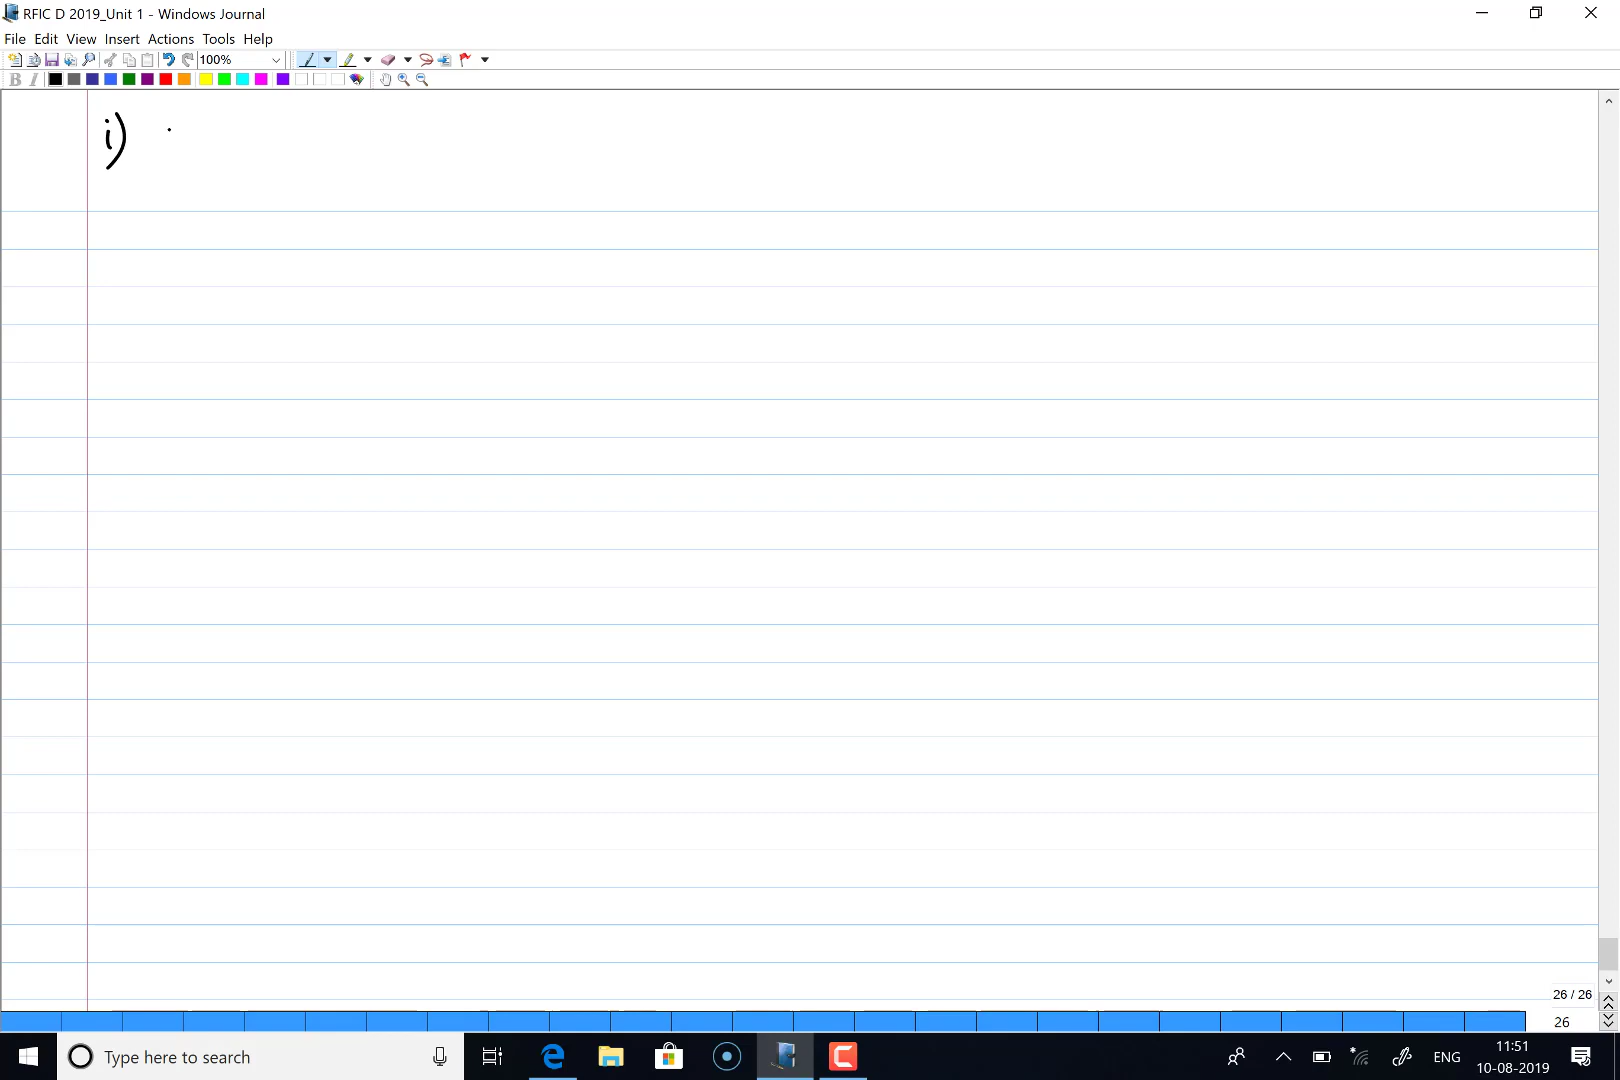 RFIC D 2019_Unit 1 - Windows Journal
File Edit View Insert Actions Tools Help
100%
B I
i)
26 / 26
26
Type here to search
ENG
11:51
10-08-2019